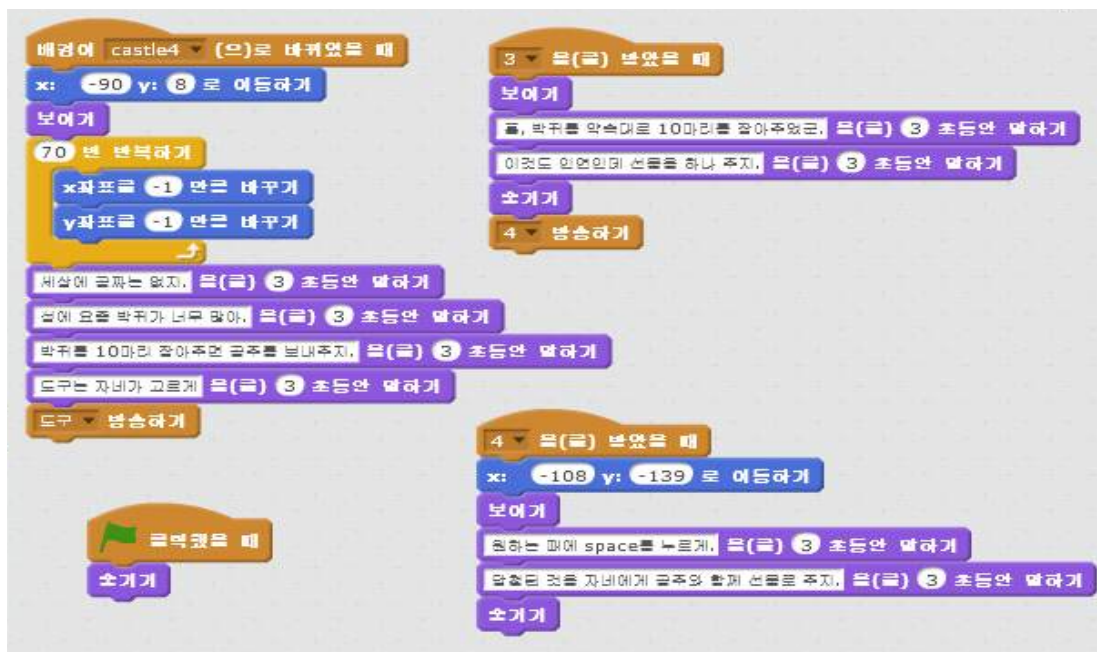 배경이 castle4 (으)로 바뀌었을 때
x: -90 y: 8 로 이동하기
보이기
70 번 반복하기
x좌표를 -1 만큼 바꾸기
y좌표를 -1 만큼 바꾸기
세상에 공짜는 없지. 을(를) 3 초동안 말하기
성에 요즘 박쥐가 너무 많아. 을(를) 3 초동안 말하기
박쥐를 10마리 잡아주면 공주를 보내주지. 을(를) 3 초동안 말하기
도구는 자네가 고르게 을(를) 3 초동안 말하기
도구 방송하기
클릭했을 때
숨기기
3 을(를) 받았을 때
보이기
흠, 박쥐를 약속대로 10마리를 잡아주었군. 을(를) 3 초동안 말하기
이것도 인연인데 선물을 하나 주지. 을(를) 3 초동안 말하기
숨기기
4 방송하기
4 을(를) 받았을 때
x: -108 y: -139 로 이동하기
보이기
원하는 때에 space를 누르게. 을(를) 3 초동안 말하기
당첨된 것을 자네에게 공주와 함께 선물로 주지. 을(를) 3 초동안 말하기
숨기기